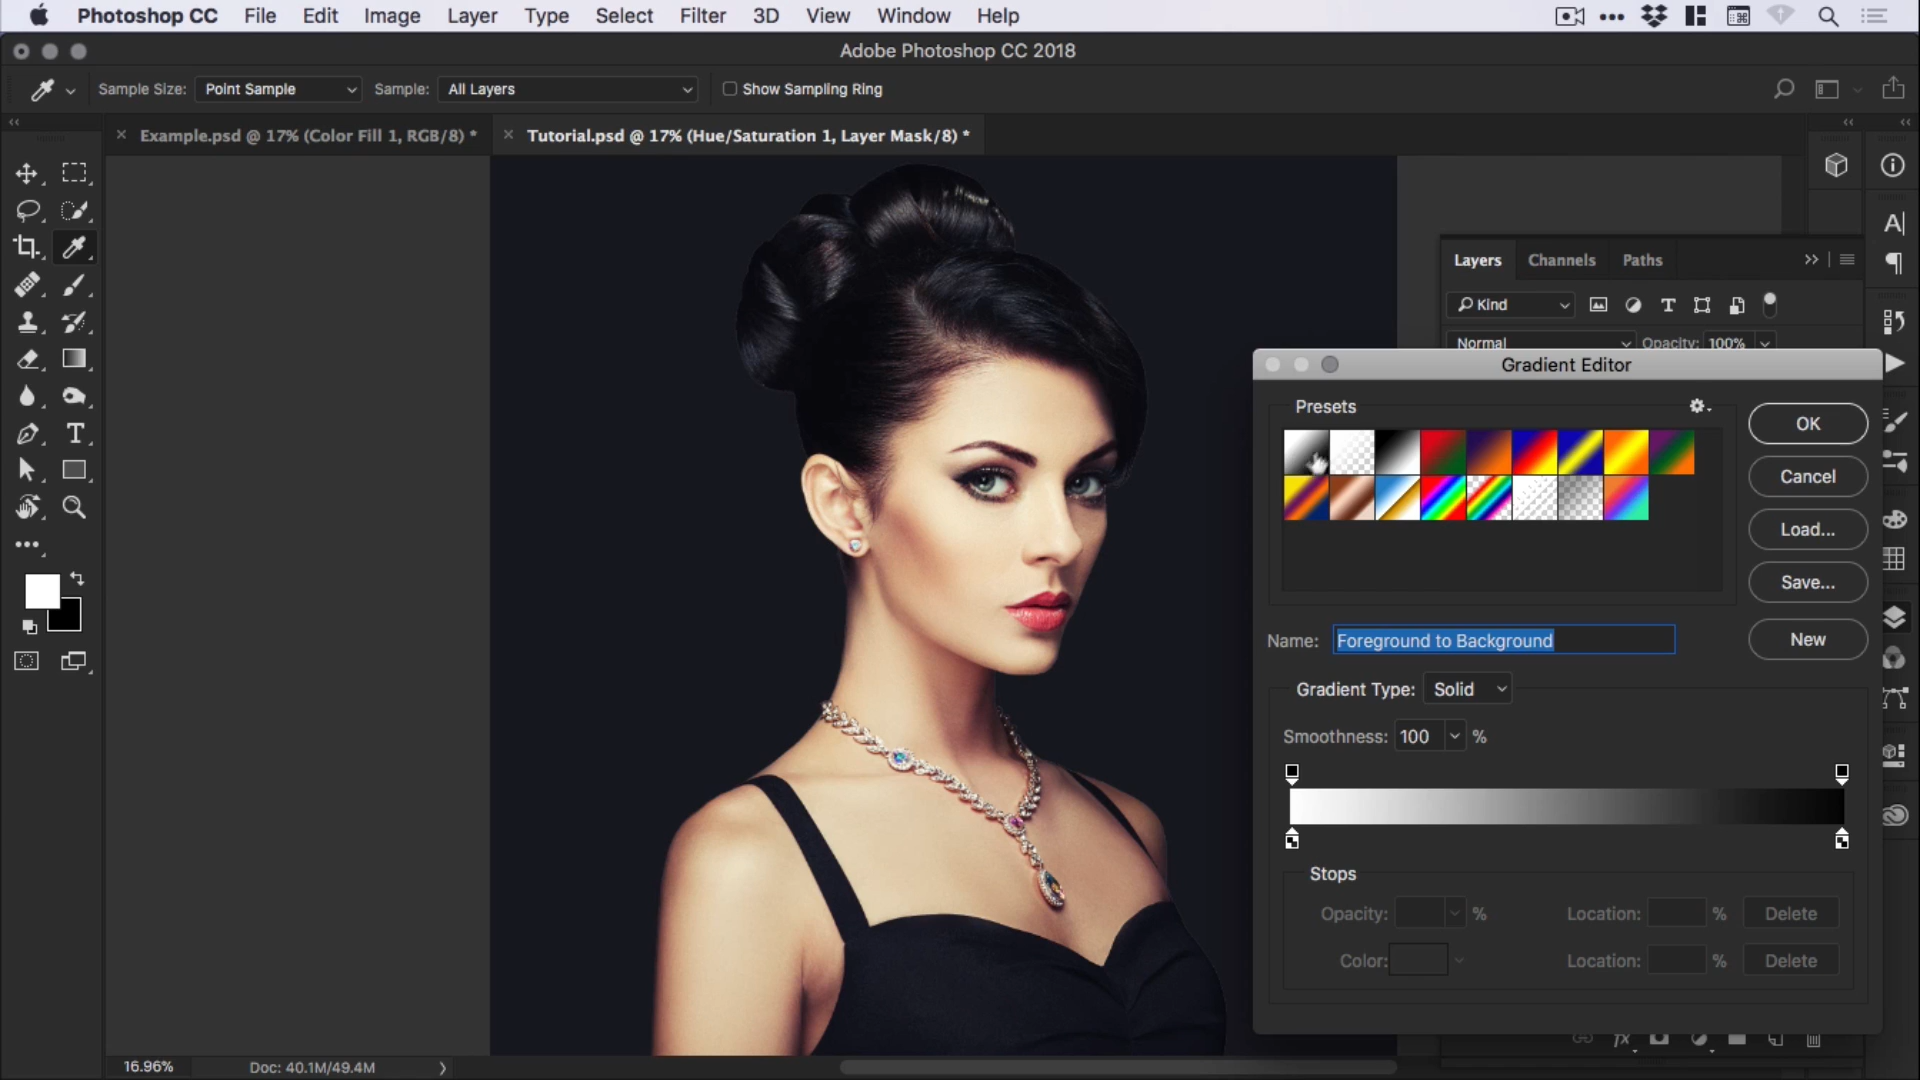 Photoshop CC File Edit Image Layer Type Select Filter 3D View Window Help
Adobe Photoshop CC 2018
Sample Size: Point Sample Sample: All Layers Show Sampling Ring
Example.psd @ 17% (Color Fill 1, RGB/8) * Tutorial.psd @ 17% (Hue/Saturation 1, Layer Mask/8) *
Layers Channels Paths
Kind
Normal Opacity: 100%
Gradient Editor
Presets
OK
Cancel
Load...
Save...
Name: Foreground to Background New
Gradient Type: Solid
Smoothness: 100 %
Stops
Opacity: % Location: % Delete
Color: Location: % Delete
16.96% Doc: 40.1M/49.4M